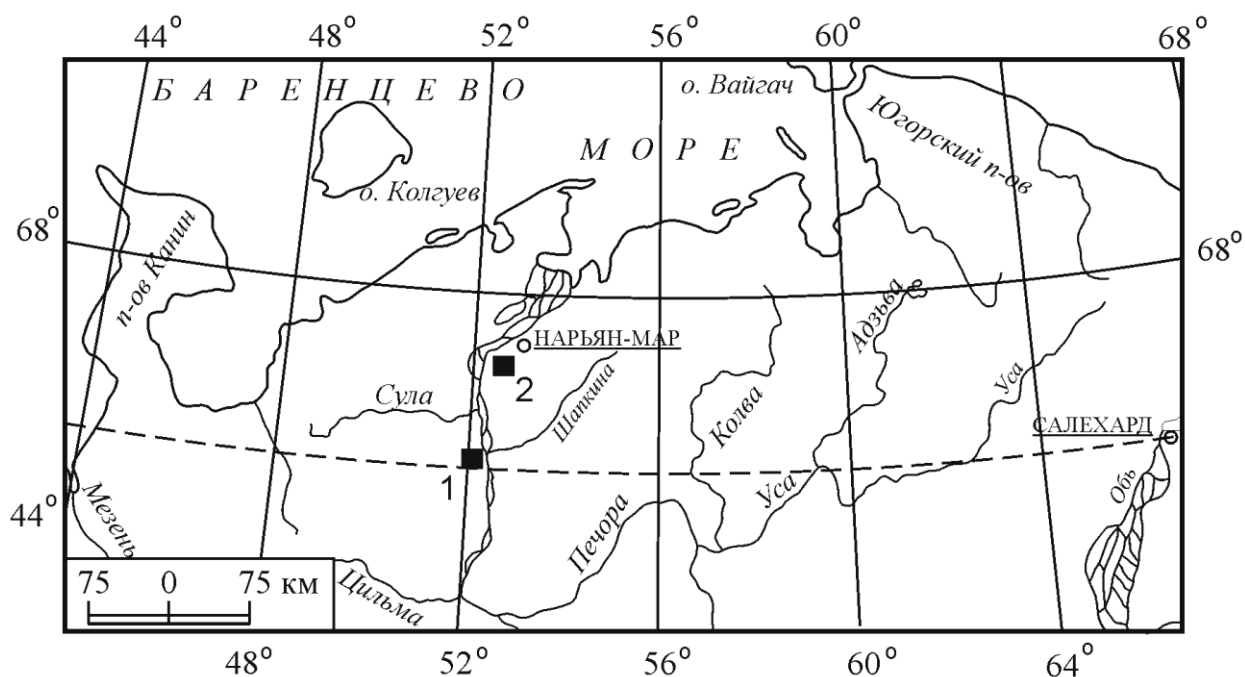 44° 48° 52° 56° 60° 68°
БАРЕНЦЕВО
о. Вайгач
Югорский п-ов
МОРЕ
о. Колгуев
п-ов Канин
68°
68°
Адзьва
НАРЬЯН-МАР
2
Шапкина
Сула
Колва
Уса
САЛЕХАРД
1
44°
Мезень
Уса
Обь
Печора
75 0 75 км
Цильма
48° 52° 56° 60° 64°